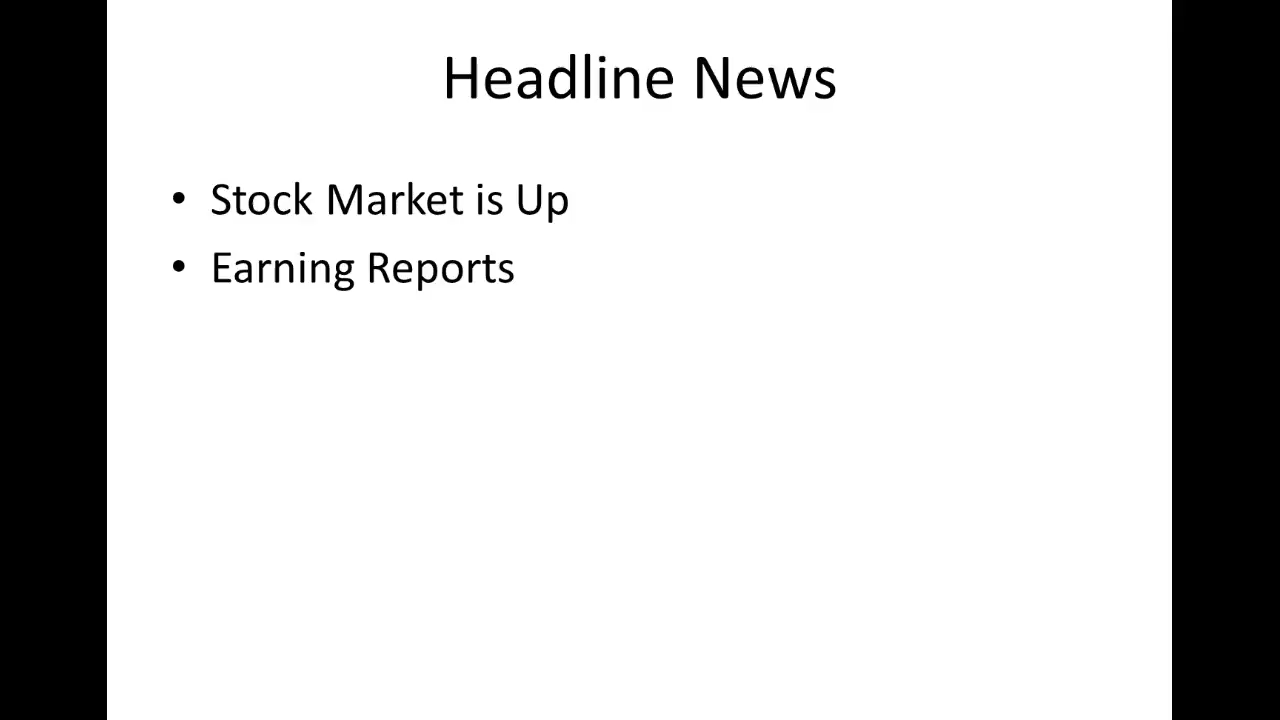 Headline News
• Stock Market is Up
• Earning Reports